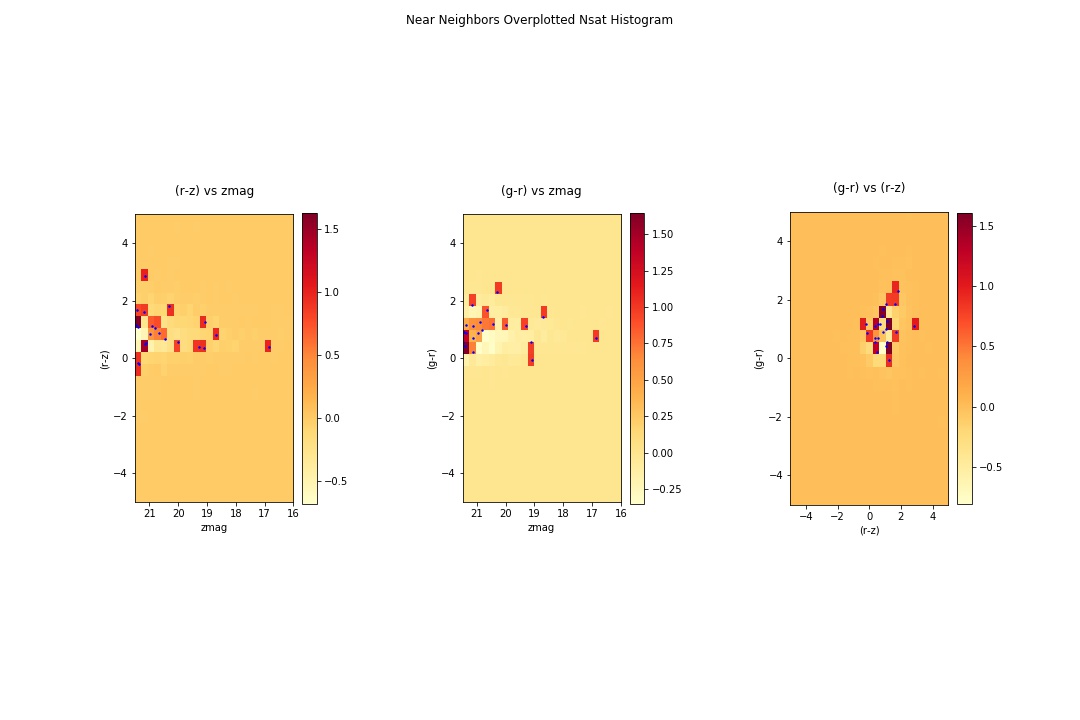 Near Neighbors Overplotted Nsat Histogram
(r-z) vs zmag
(r-z)
4
2
0
−2
−4
21 20 19 18 17 16
zmag
1.5
1.0
0.5
0.0
−0.5
(g-r) vs zmag
(g-r)
4
2
0
−2
−4
21 20 19 18 17 16
zmag
1.50
1.25
1.00
0.75
0.50
0.25
0.00
−0.25
(g-r) vs (r-z)
(g-r)
4
2
0
−2
−4
−4 −2 0 2 4
(r-z)
1.5
1.0
0.5
0.0
−0.5